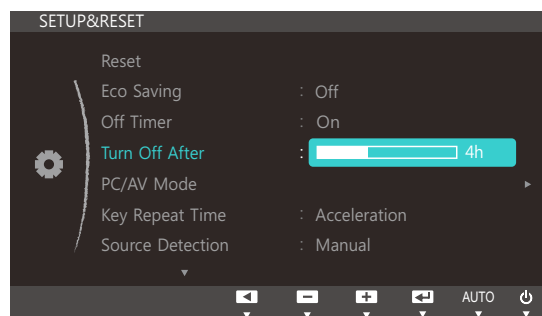 SETUP&RESET
Reset
Eco Saving : Off
Off Timer : On
Turn Off After : 4h
PC/AV Mode
Key Repeat Time : Acceleration
Source Detection : Manual
AUTO